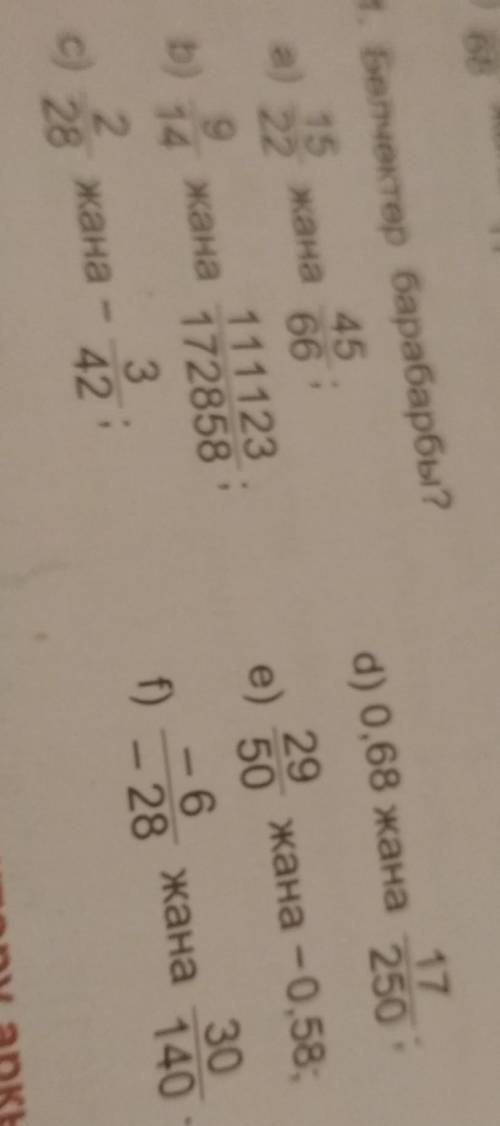 1. Бөлчөктөр барабарбы?
a) 15/22 жана 45/66;
b) 9/14 жана 111123/172858;
c) 2/28 жана −3/42;
d) 0,68 жана 17/250;
e) 29/50 жана −0,58;
f) −6/−28 жана 30/140.